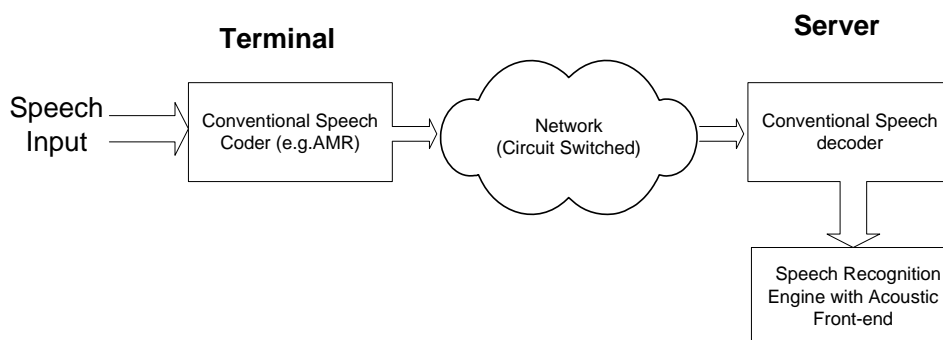 Terminal
Server
Speech
Input
Conventional Speech
Coder (e.g.AMR)
Network
(Circuit Switched)
Conventional Speech
decoder
Speech Recognition
Engine with Acoustic
Front-end